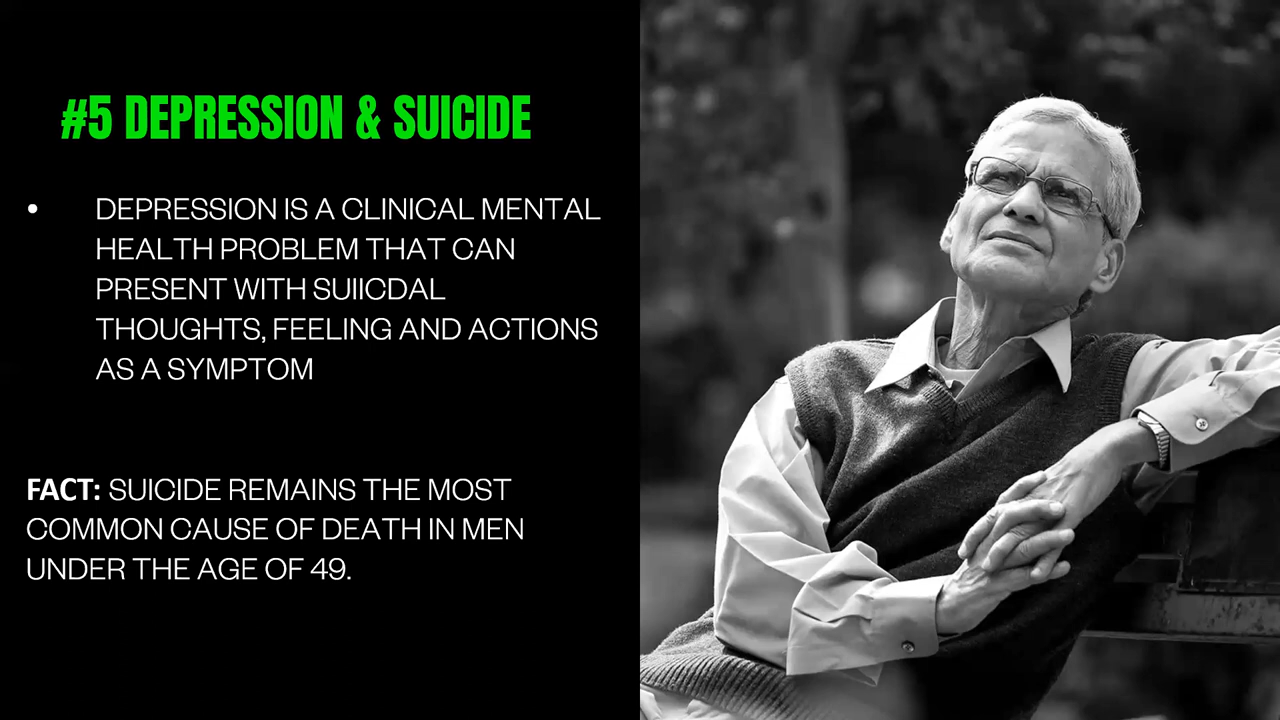 #5 DEPRESSION & SUICIDE
• DEPRESSION IS A CLINICAL MENTAL
HEALTH PROBLEM THAT CAN
PRESENT WITH SUIICDAL
THOUGHTS, FEELING AND ACTIONS
AS A SYMPTOM
FACT: SUICIDE REMAINS THE MOST
COMMON CAUSE OF DEATH IN MEN
UNDER THE AGE OF 49.